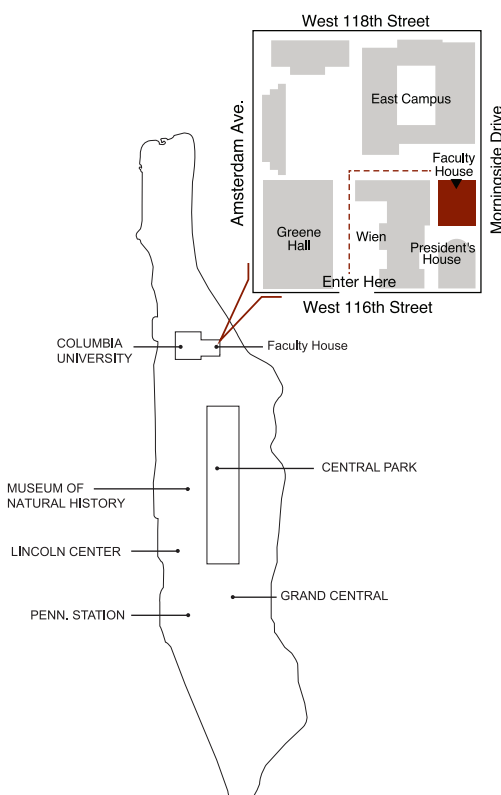 West 118th Street
Amsterdam Ave.
Morningside Drive
East Campus
Faculty
House
Greene
Hall
Wien
President's
House
Enter Here
West 116th Street
COLUMBIA
UNIVERSITY
Faculty House
CENTRAL PARK
MUSEUM OF
NATURAL HISTORY
LINCOLN CENTER
GRAND CENTRAL
PENN. STATION